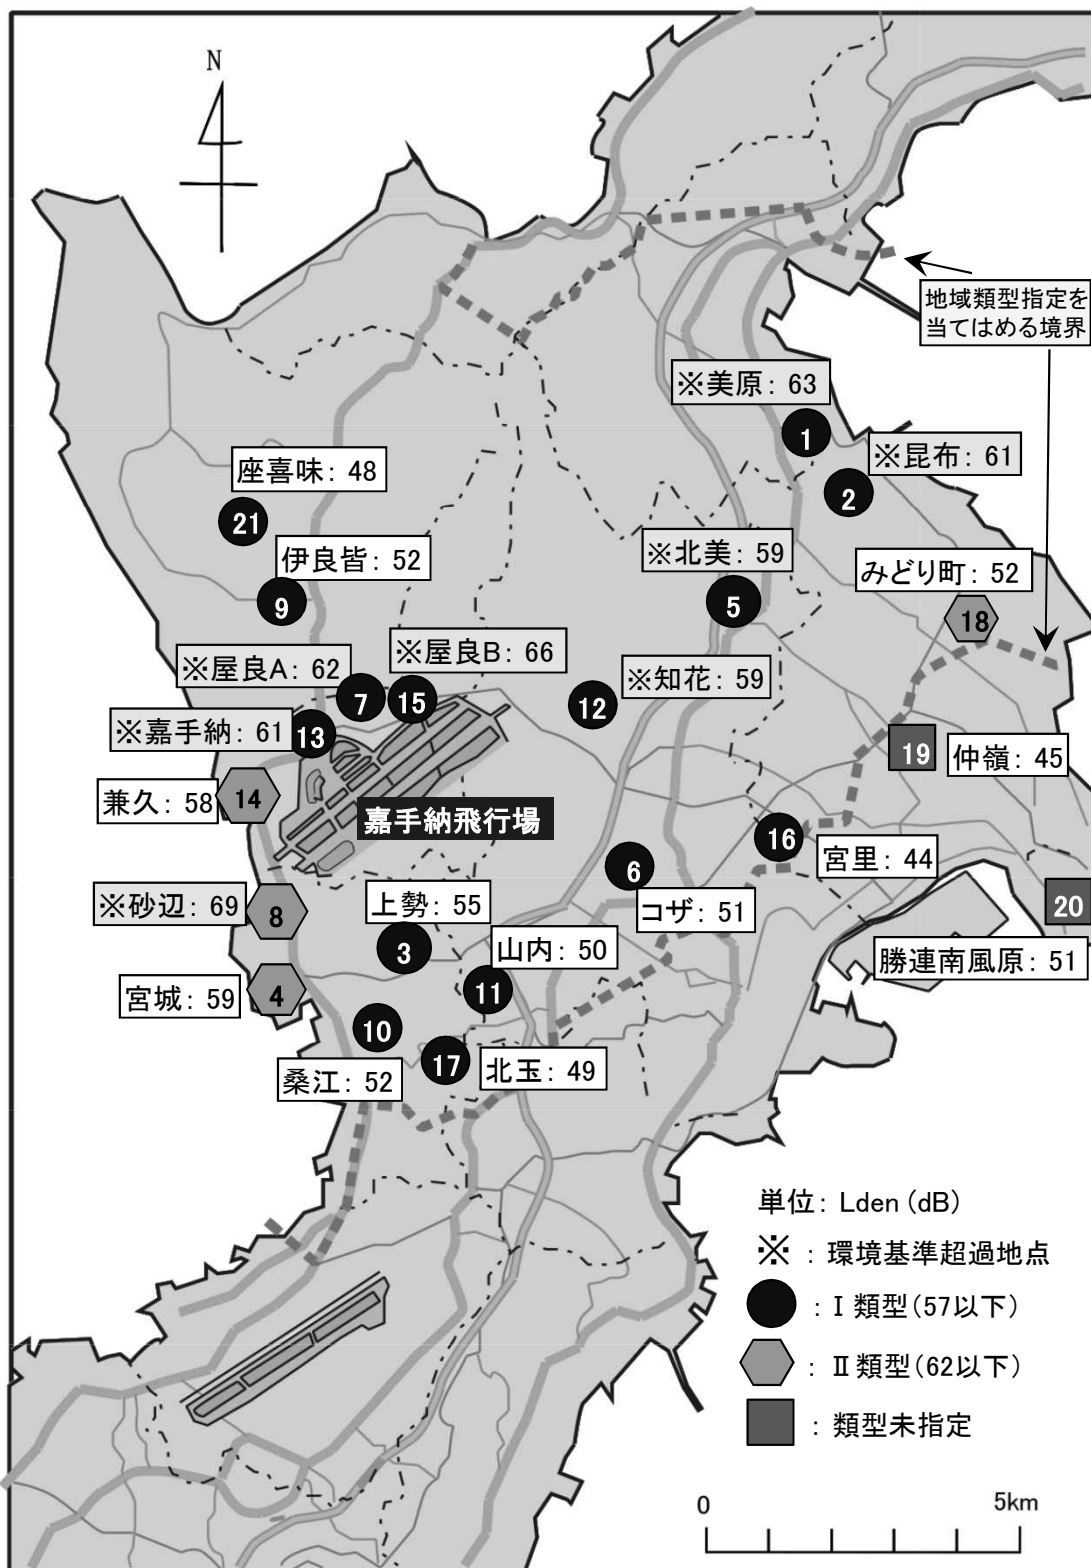 N
地域類型指定を
当てはめる境界
※美原: 63
1
※昆布: 61
2
座喜味: 48
21
伊良皆: 52
9
※北美: 59
5
みどり町: 52
18
※屋良A: 62
7
※屋良B: 66
15
※知花: 59
12
※嘉手納: 61
13
19
仲嶺: 45
兼久: 58
14
嘉手納飛行場
16
宮里: 44
6
コザ: 51
※砂辺: 69
8
上勢: 55
3
20
勝連南風原: 51
山内: 50
11
宮城: 59
4
10
桑江: 52
17
北玉: 49
単位: Lden (dB)
※ : 環境基準超過地点
: Ⅰ類型(57以下)
: Ⅱ類型(62以下)
: 類型未指定
0 5km